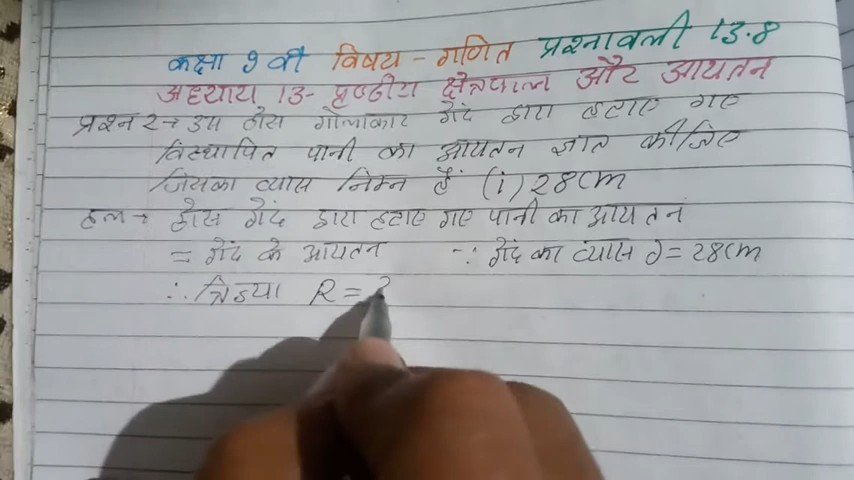 कक्षा 9 वी विषय - गणित प्रश्नावली 13.8
अध्याय 13- पृष्ठीय क्षेत्रफल और आयतन
प्रश्न 2→ उस ठोस गोलाकार गेंद द्वारा हटाए गए
विस्थापित पानी का आयतन ज्ञात कीजिए
जिसका व्यास निम्न है (i) 28cm
हल → ठोस गेंद द्वारा हटाए गए पानी का आयतन
= गेंद के आयतन ∵ गेंद का व्यास d = 28cm
∴ त्रिज्या R =